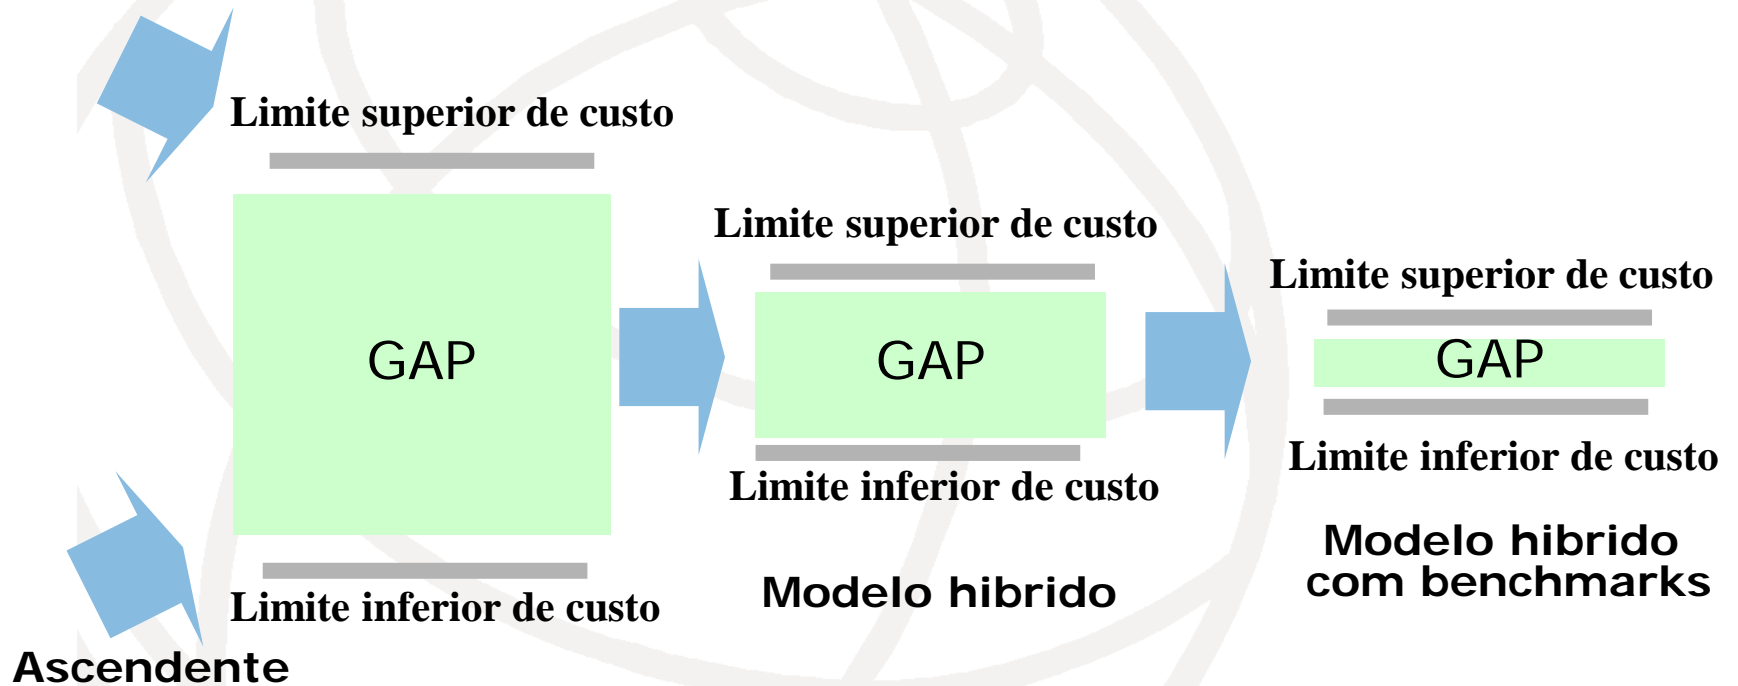 Limite superior de custo
GAP
Limite inferior de custo
Ascendente
Limite superior de custo
GAP
Limite inferior de custo
Modelo hibrido
Limite superior de custo
GAP
Limite inferior de custo
Modelo hibrido
com benchmarks